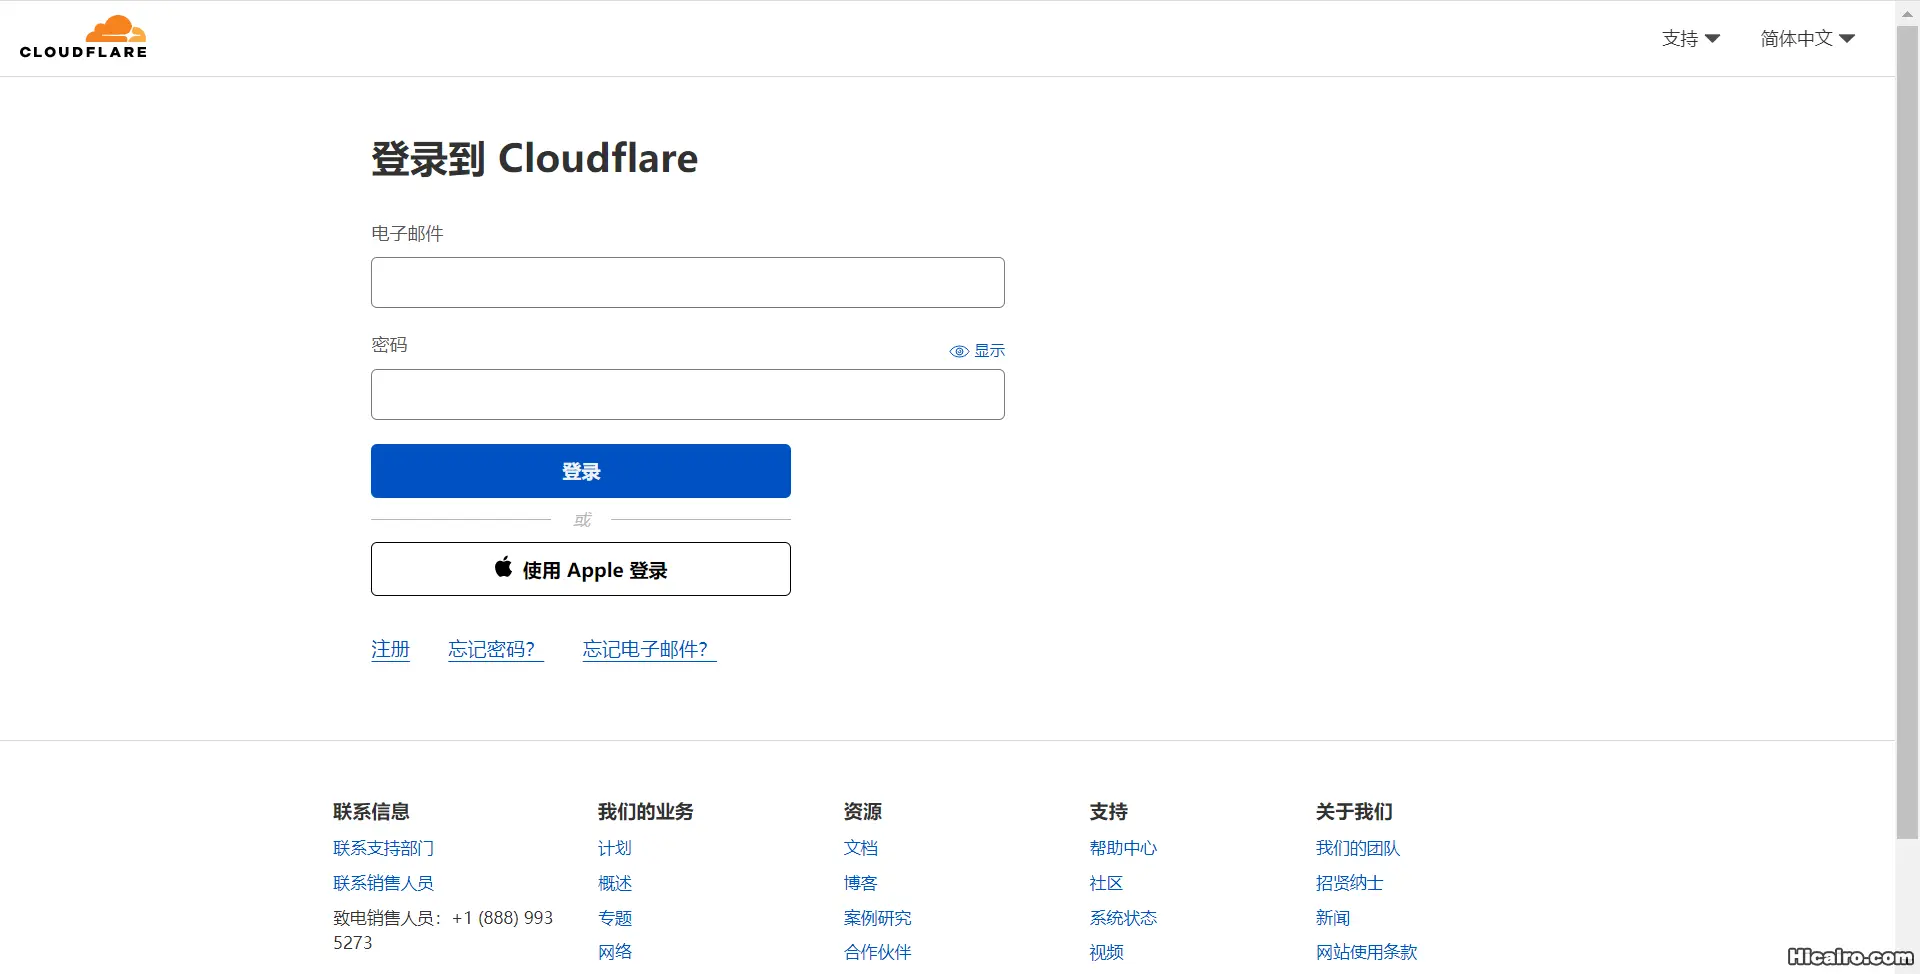 CLOUDFLARE
支持
简体中文
登录到 Cloudflare
电子邮件
密码
显示
登录
或
使用 Apple 登录
注册
忘记密码？
忘记电子邮件？
联系信息
联系支持部门
联系销售人员
致电销售人员：+1 (888) 993
5273
我们的业务
计划
概述
专题
网络
资源
文档
博客
案例研究
合作伙伴
支持
帮助中心
社区
系统状态
视频
关于我们
我们的团队
招贤纳士
新闻
网站使用条款
Hicairo.com